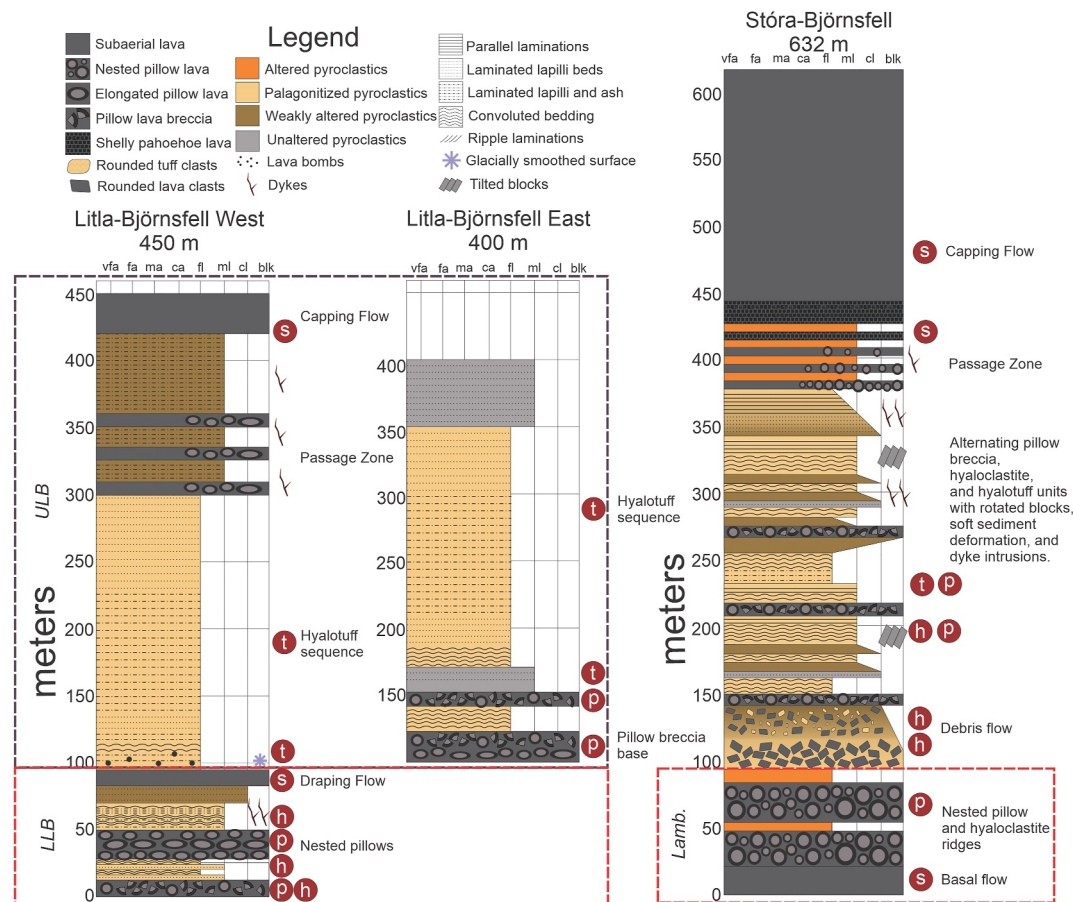 Legend
Subaerial lava
Nested pillow lava
Elongated pillow lava
Pillow lava breccia
Shelly pahoehoe lava
Rounded tuff clasts
Rounded lava clasts
Altered pyroclastics
Palagonitized pyroclastics
Weakly altered pyroclastics
Unaltered pyroclastics
Lava bombs
Dykes
Parallel laminations
Laminated lapilli beds
Laminated lapilli and ash
Convoluted bedding
Ripple laminations
Glacially smoothed surface
Tilted blocks
Litla-Björnsfell West
450 m
vfa fa ma ca fl ml cl blk
450
400
350
300
250
200
150
100
50
0
meters
ULB
LLB
Capping Flow
s
Passage Zone
t
Hyalotuff
sequence
t
s
h
p
Nested pillows
h
p h
Litla-Björnsfell East
400 m
vfa fa ma ca fl ml cl blk
400
350
300
250
200
150
100
t
Hyalotuff
sequence
t
p
p
Pillow breccia
base
Stóra-Björnsfell
632 m
vfa fa ma ca fl ml cl blk
600
550
500
450
400
350
300
250
200
150
100
50
0
meters
Lamb.
s
Capping Flow
s
Passage Zone
Alternating pillow
breccia,
hyaloclastite,
and hyalotuff units
with rotated blocks,
soft sediment
deformation, and
dyke intrusions.
t p
h p
h
Debris flow
h
p
Nested pillow
and hyaloclastite
ridges
s
Basal flow